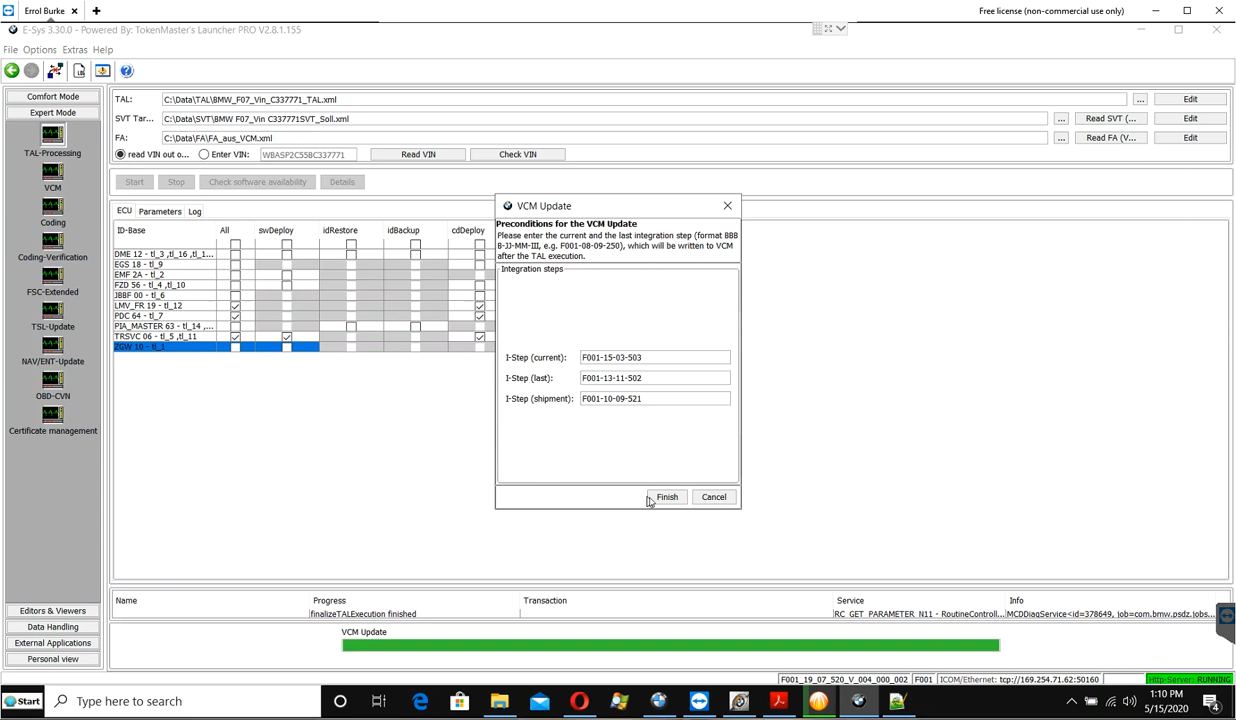 Errol Burke
Free license (non-commercial use only)
E-Sys 3.30.0 - Powered By: TokenMaster's Launcher PRO V2.8.1.155
File Options Extras Help
Comfort Mode
Expert Mode
TAL-Processing
VCM
Coding
Coding-Verification
FSC-Extended
TSL-Update
NAV/ENT-Update
OBD-CVN
Certificate management
Editors & Viewers
Data Handling
External Applications
Personal view
TAL: C:\Data\TAL\BMW_F07_Vin_C337771_TAL.xml ... Edit
SVT Tar... C:\Data\SVT\BMW F07_Vin C337771SVT_Soll.xml ... Read SVT (... Edit
FA: C:\Data\FA\FA_aus_VCM.xml ... Read FA (V... Edit
read VIN out o... Enter VIN: WBASP2C55BC337771 Read VIN Check VIN
Start Stop Check software availability Details
ECU Parameters Log
ID-Base All swDeploy idRestore idBackup cdDeploy
DME 12 - tl_3 ,tl_16 ,tl_1...
EGS 18 - tl_9
EMF 2A - tl_2
FZD 56 - tl_4 ,tl_10
JBBF 00 - tl_6
LMV_FR 19 - tl_12
PDC 64 - tl_7
PIA_MASTER 63 - tl_14 ,...
TRSVC 06 - tl_5 ,tl_11
ZGW 10 - tl_1
VCM Update
Preconditions for the VCM Update
Please enter the current and the last integration step (format BBB
B-JJ-MM-III, e.g. F001-08-09-250), which will be written to VCM
after the TAL execution.
Integration steps
I-Step (current): F001-15-03-503
I-Step (last): F001-13-11-502
I-Step (shipment): F001-10-09-521
Finish Cancel
Name Progress Transaction Service Info
finalizeTALExecution finished RC_GET_PARAMETER_N11 - RoutineControll... MCDDiagService<id=378649, job=com.bmw.psdz.jobs...
VCM Update
F001_19_07_520_V_004_000_002 F001 ICOM/Ethernet: tcp://169.254.71.62:50160 Http-Server: RUNNING
Start Type here to search
1:10 PM
5/15/2020
4